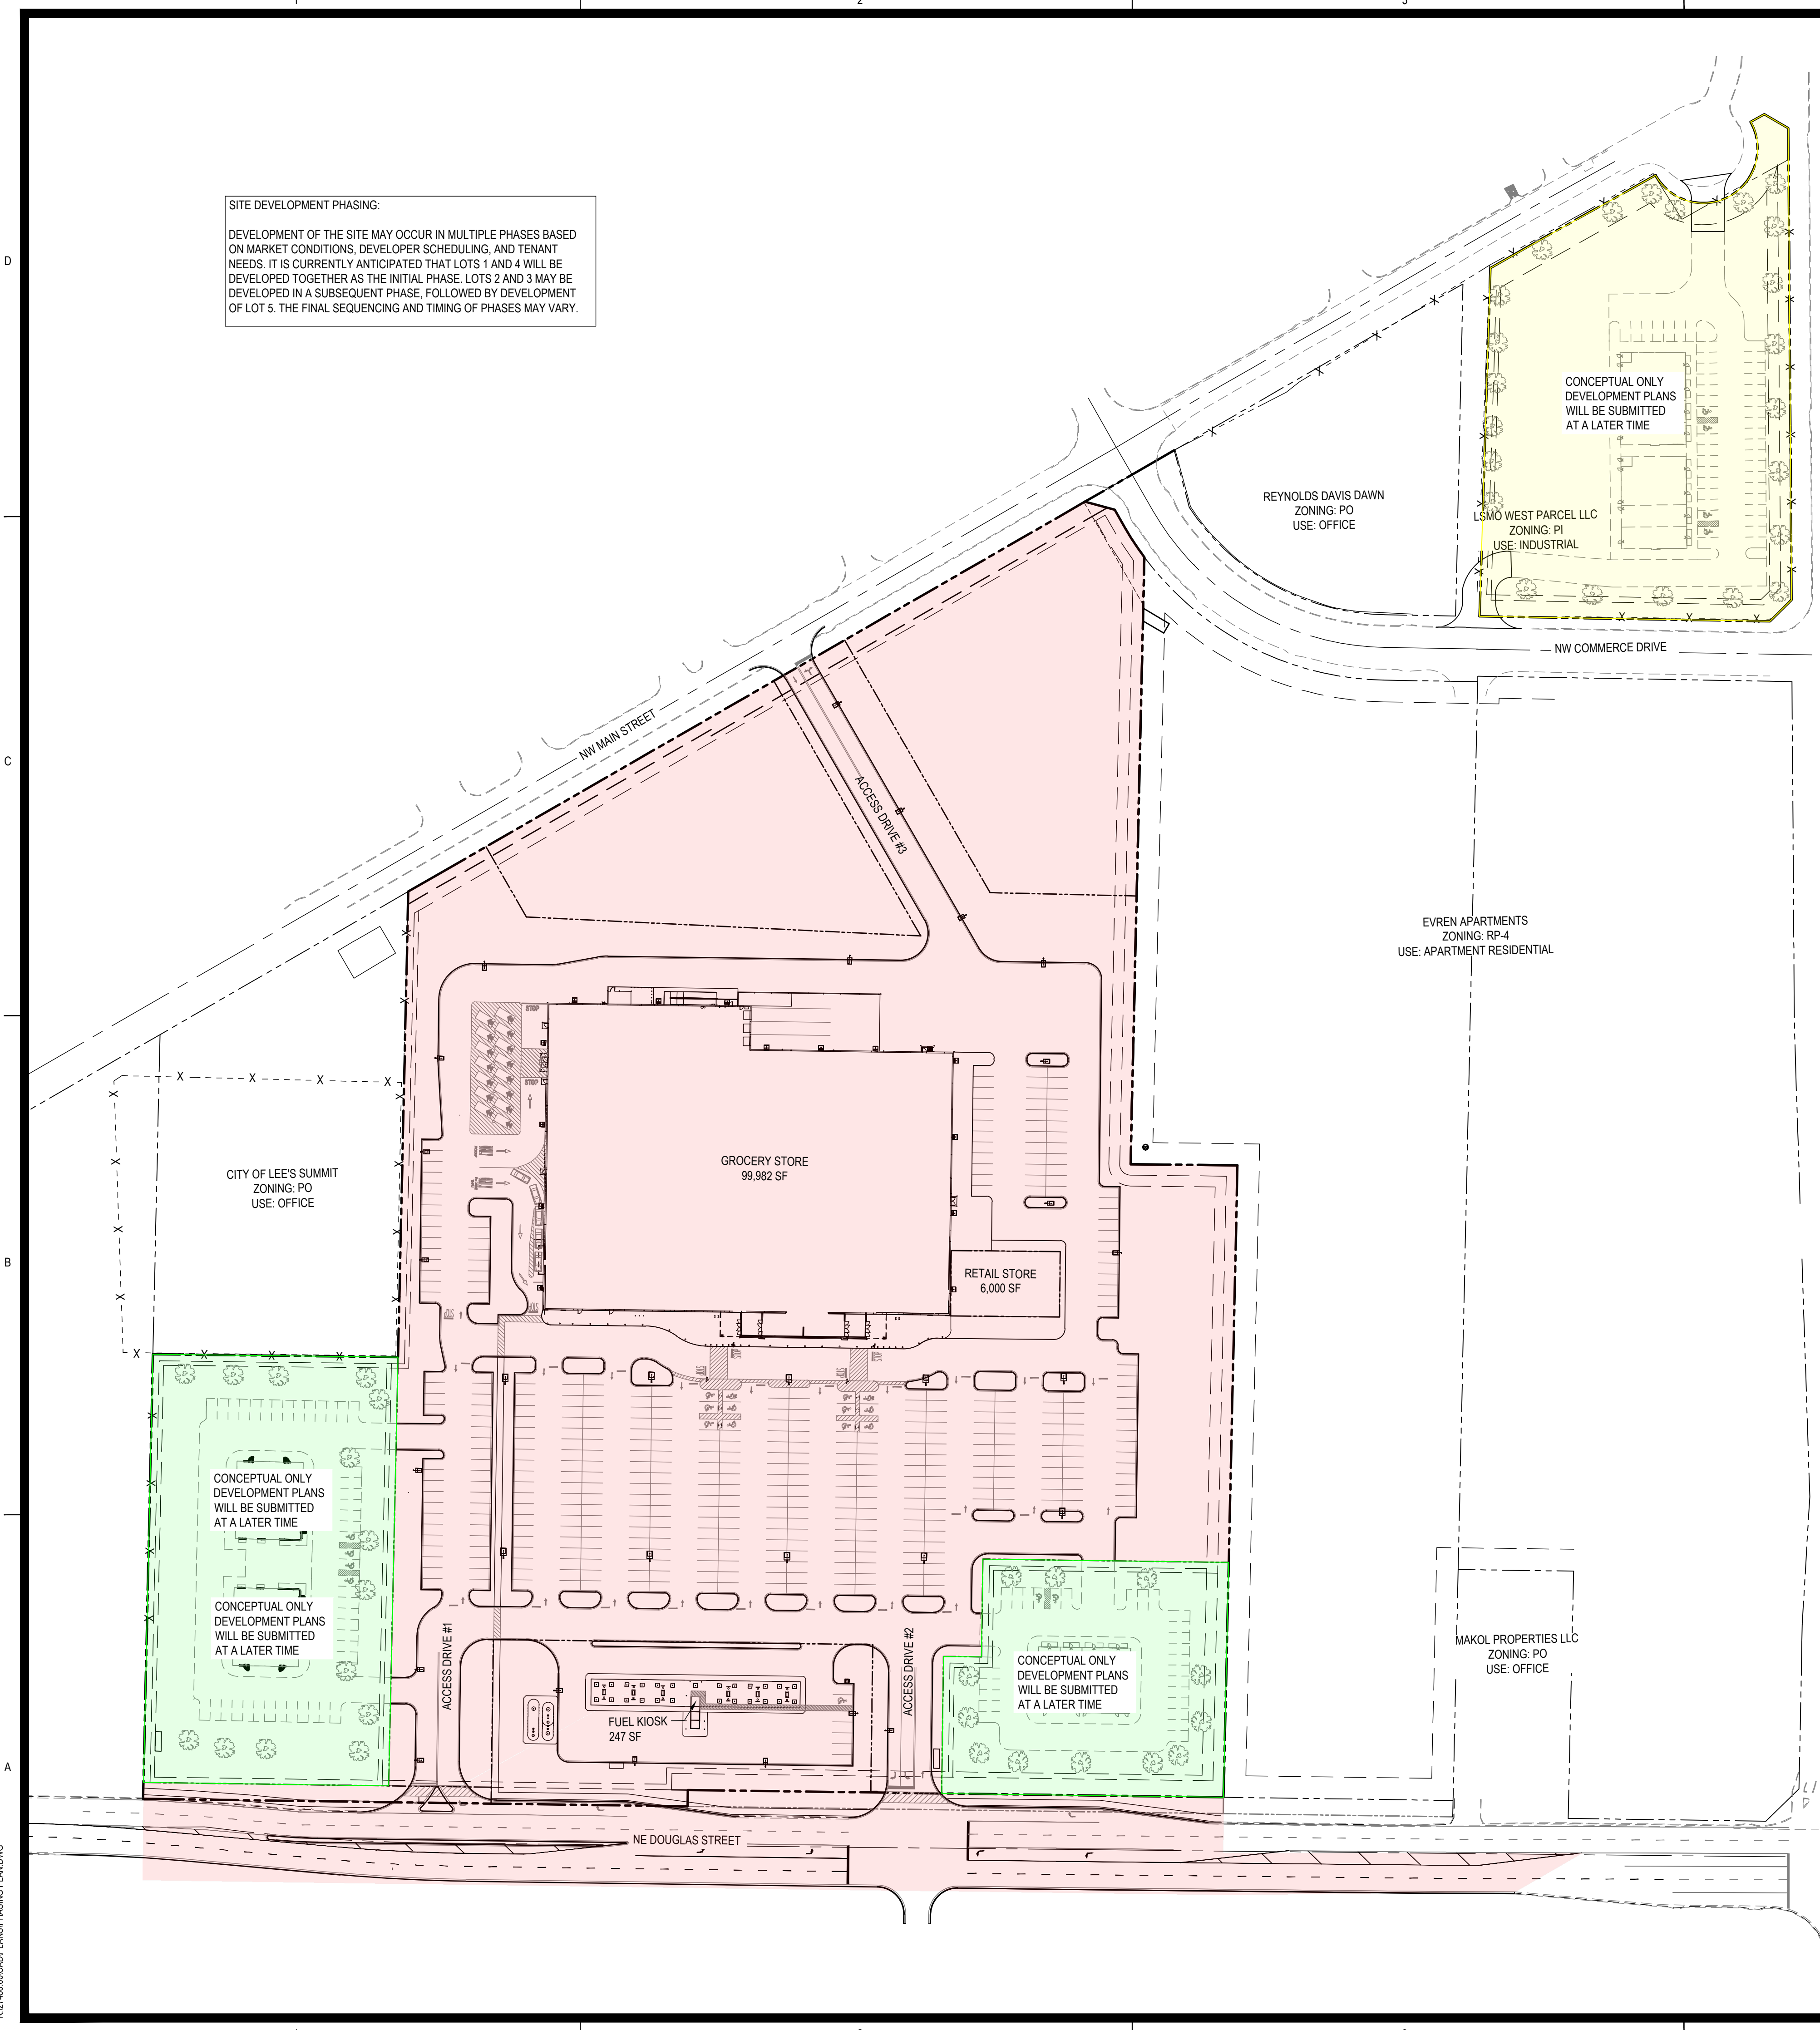 SITE DEVELOPMENT PHASING:
DEVELOPMENT OF THE SITE MAY OCCUR IN MULTIPLE PHASES BASED
ON MARKET CONDITIONS, DEVELOPER SCHEDULING, AND TENANT
NEEDS. IT IS CURRENTLY ANTICIPATED THAT LOTS 1 AND 4 WILL BE
DEVELOPED TOGETHER AS THE INITIAL PHASE. LOTS 2 AND 3 MAY BE
DEVELOPED IN A SUBSEQUENT PHASE, FOLLOWED BY DEVELOPMENT
OF LOT 5. THE FINAL SEQUENCING AND TIMING OF PHASES MAY VARY.
D
CONCEPTUAL ONLY
DEVELOPMENT PLANS
WILL BE SUBMITTED
AT A LATER TIME
REYNOLDS DAVIS DAWN
ZONING: PO
USE: OFFICE
LSMO WEST PARCEL LLC
ZONING: PI
USE: INDUSTRIAL
NW COMMERCE DRIVE
NW MAIN STREET
C
ACCESS DRIVE #3
EVREN APARTMENTS
ZONING: RP-4
USE: APARTMENT RESIDENTIAL
STOP
STOP
GROCERY STORE
99,982 SF
CITY OF LEE'S SUMMIT
ZONING: PO
USE: OFFICE
B
RETAIL STORE
6,000 SF
STOP
CONCEPTUAL ONLY
DEVELOPMENT PLANS
WILL BE SUBMITTED
AT A LATER TIME
CONCEPTUAL ONLY
DEVELOPMENT PLANS
WILL BE SUBMITTED
AT A LATER TIME
ACCESS DRIVE #1
ACCESS DRIVE #2
CONCEPTUAL ONLY
DEVELOPMENT PLANS
WILL BE SUBMITTED
AT A LATER TIME
MAKOL PROPERTIES LLC
ZONING: PO
USE: OFFICE
FUEL KIOSK
247 SF
A
NE DOUGLAS STREET